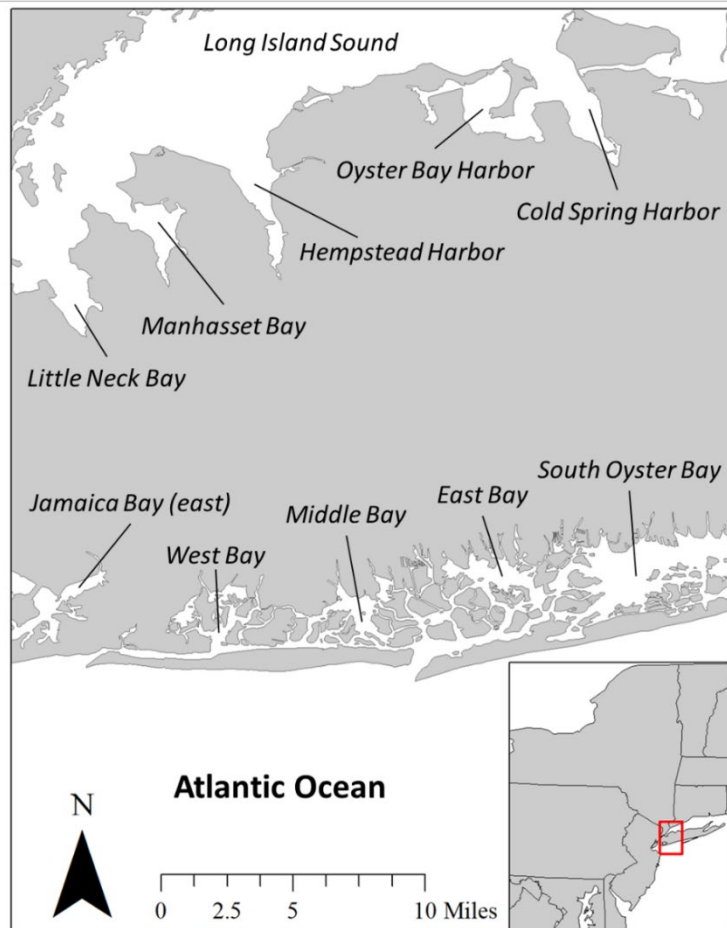 Long Island Sound
Oyster Bay Harbor
Cold Spring Harbor
Hempstead Harbor
Manhasset Bay
Little Neck Bay
South Oyster Bay
East Bay
Jamaica Bay (east)
Middle Bay
West Bay
Atlantic Ocean
N
0 2.5 5 10 Miles